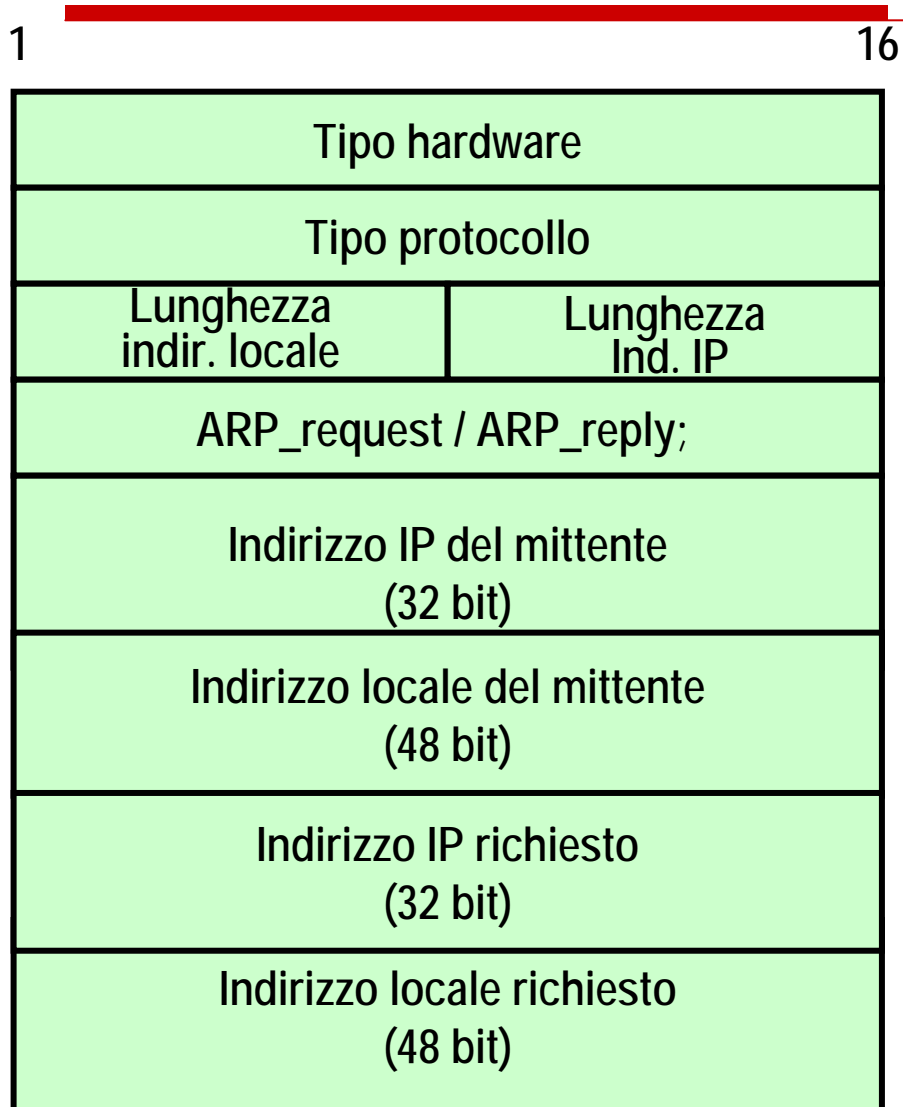 1 16
Tipo hardware
Tipo protocollo
Lunghezza
indir. locale
Lunghezza
Ind. IP
ARP_request / ARP_reply;
Indirizzo IP del mittente
(32 bit)
Indirizzo locale del mittente
(48 bit)
Indirizzo IP richiesto
(32 bit)
Indirizzo locale richiesto
(48 bit)